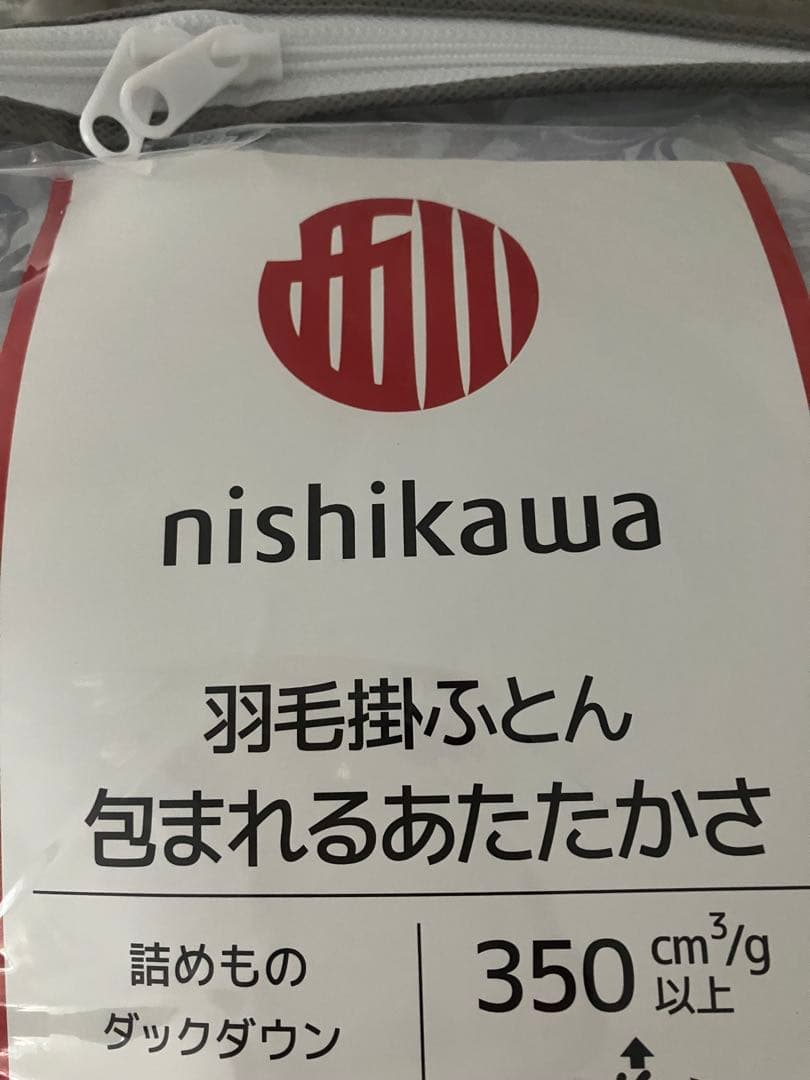 nishikawa
羽毛掛ふとん
包まれるあたたかさ
詰めもの
ダックダウン
350 cm³/g
以上